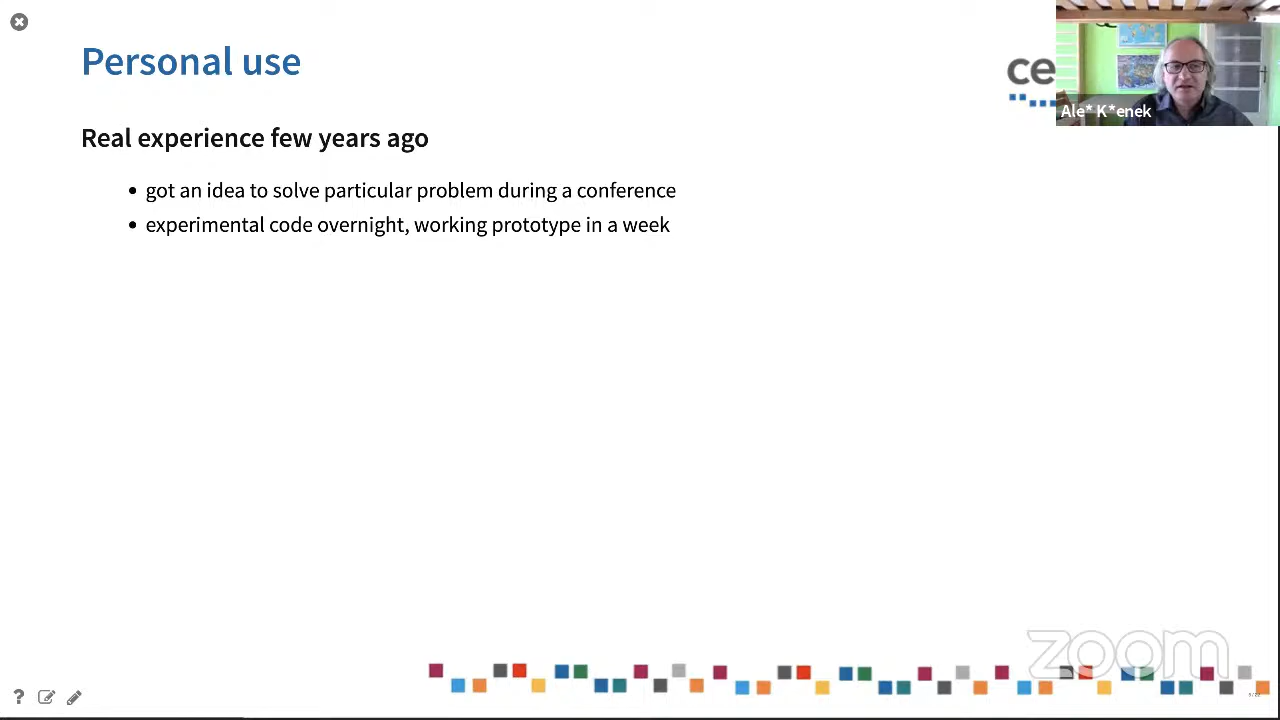 Personal use
ce
Ale* K*enek
Real experience few years ago
• got an idea to solve particular problem during a conference
• experimental code overnight, working prototype in a week
zoom
?